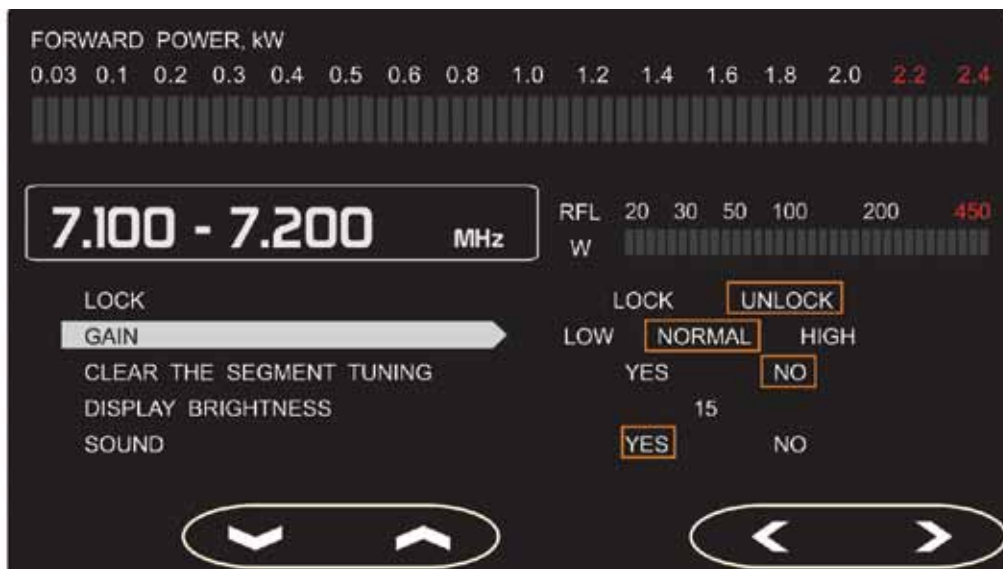 FORWARD POWER, kW
0.03 0.1 0.2 0.3 0.4 0.5 0.6 0.8 1.0 1.2 1.4 1.6 1.8 2.0 2.2 2.4
7.100 - 7.200 MHz
RFL 20 30 50 100 200 450
W
LOCK LOCK UNLOCK
GAIN LOW NORMAL HIGH
CLEAR THE SEGMENT TUNING YES NO
DISPLAY BRIGHTNESS 15
SOUND YES NO